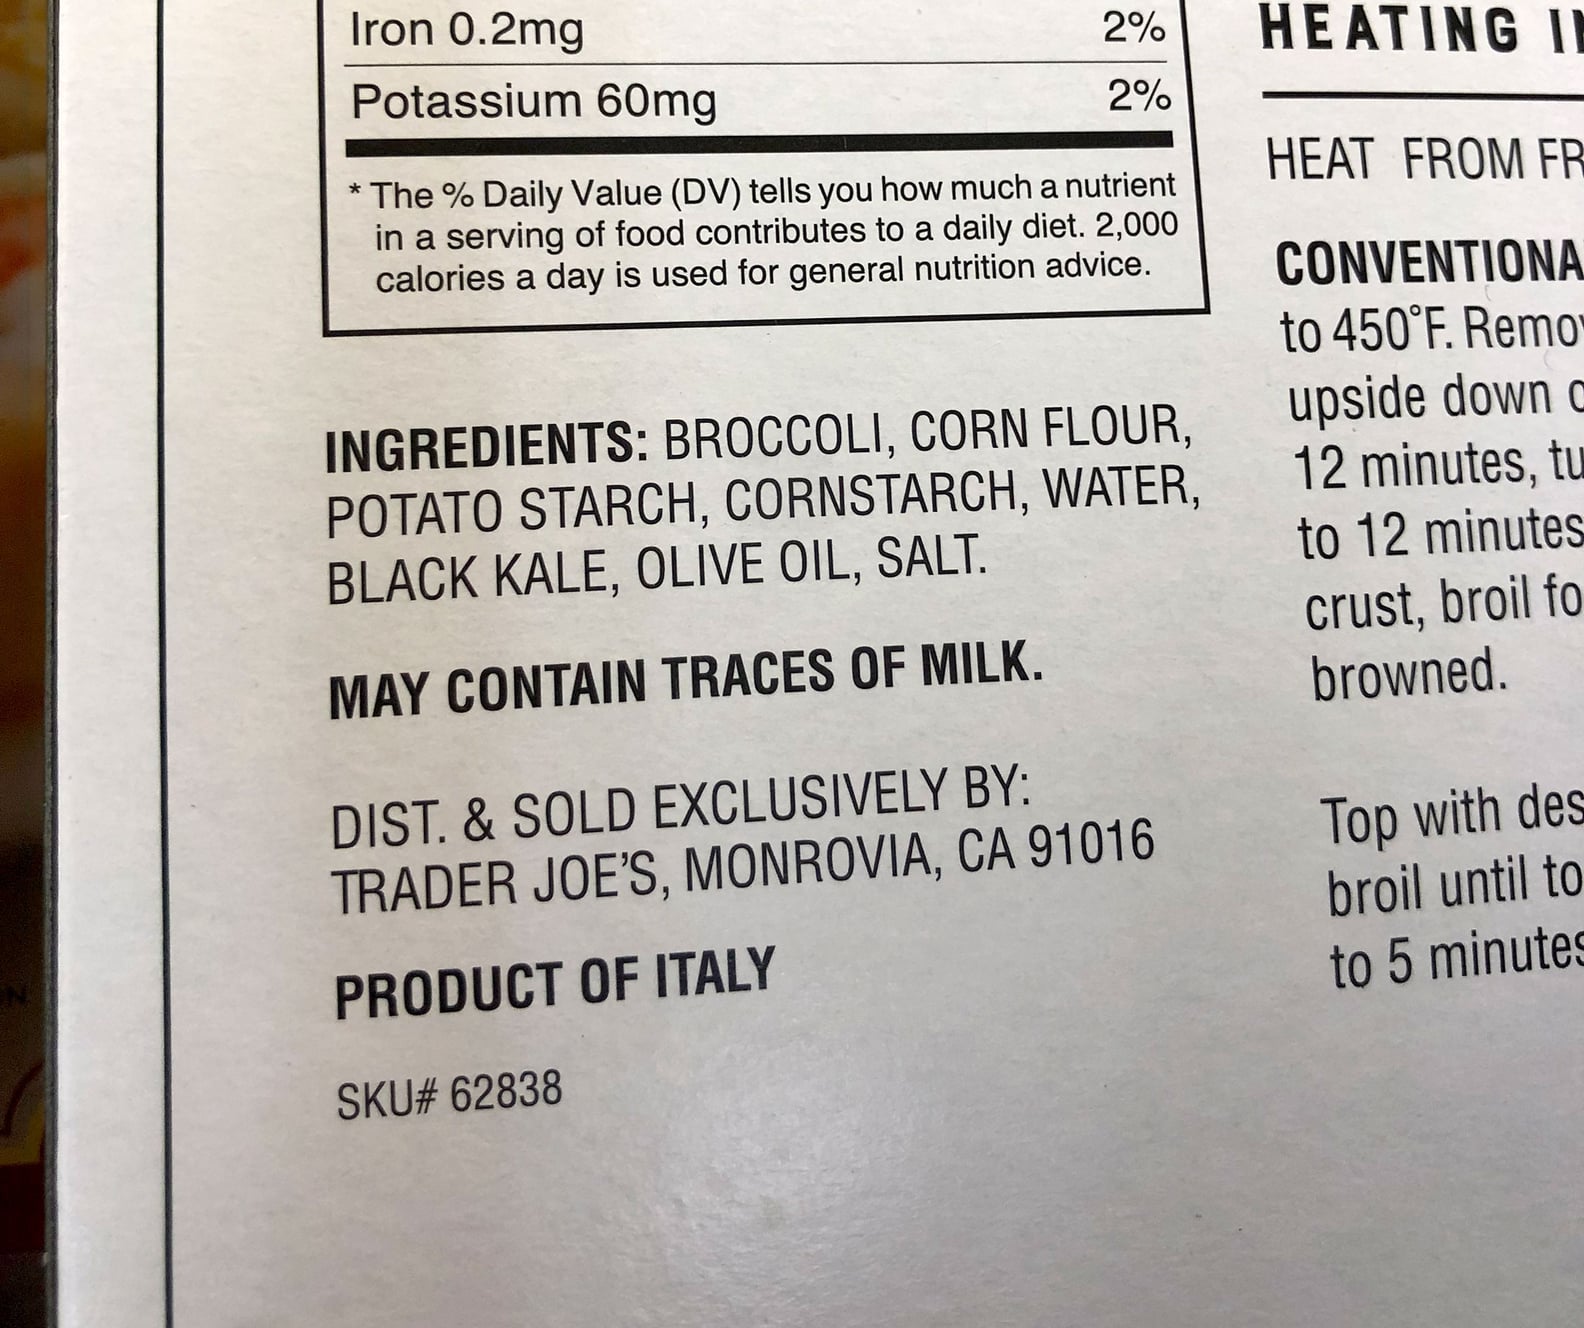 Iron 0.2mg 2%
Potassium 60mg 2%
* The % Daily Value (DV) tells you how much a nutrient
in a serving of food contributes to a daily diet. 2,000
calories a day is used for general nutrition advice.
INGREDIENTS: BROCCOLI, CORN FLOUR,
POTATO STARCH, CORNSTARCH, WATER,
BLACK KALE, OLIVE OIL, SALT.
MAY CONTAIN TRACES OF MILK.
DIST. & SOLD EXCLUSIVELY BY:
TRADER JOE'S, MONROVIA, CA 91016
PRODUCT OF ITALY
SKU# 62838
HEATING
HEAT FROM
to 450°F.
upside down
12 minutes,
to 12 minutes
crust, broil
browned.
Top with
broil until
to 5 minutes